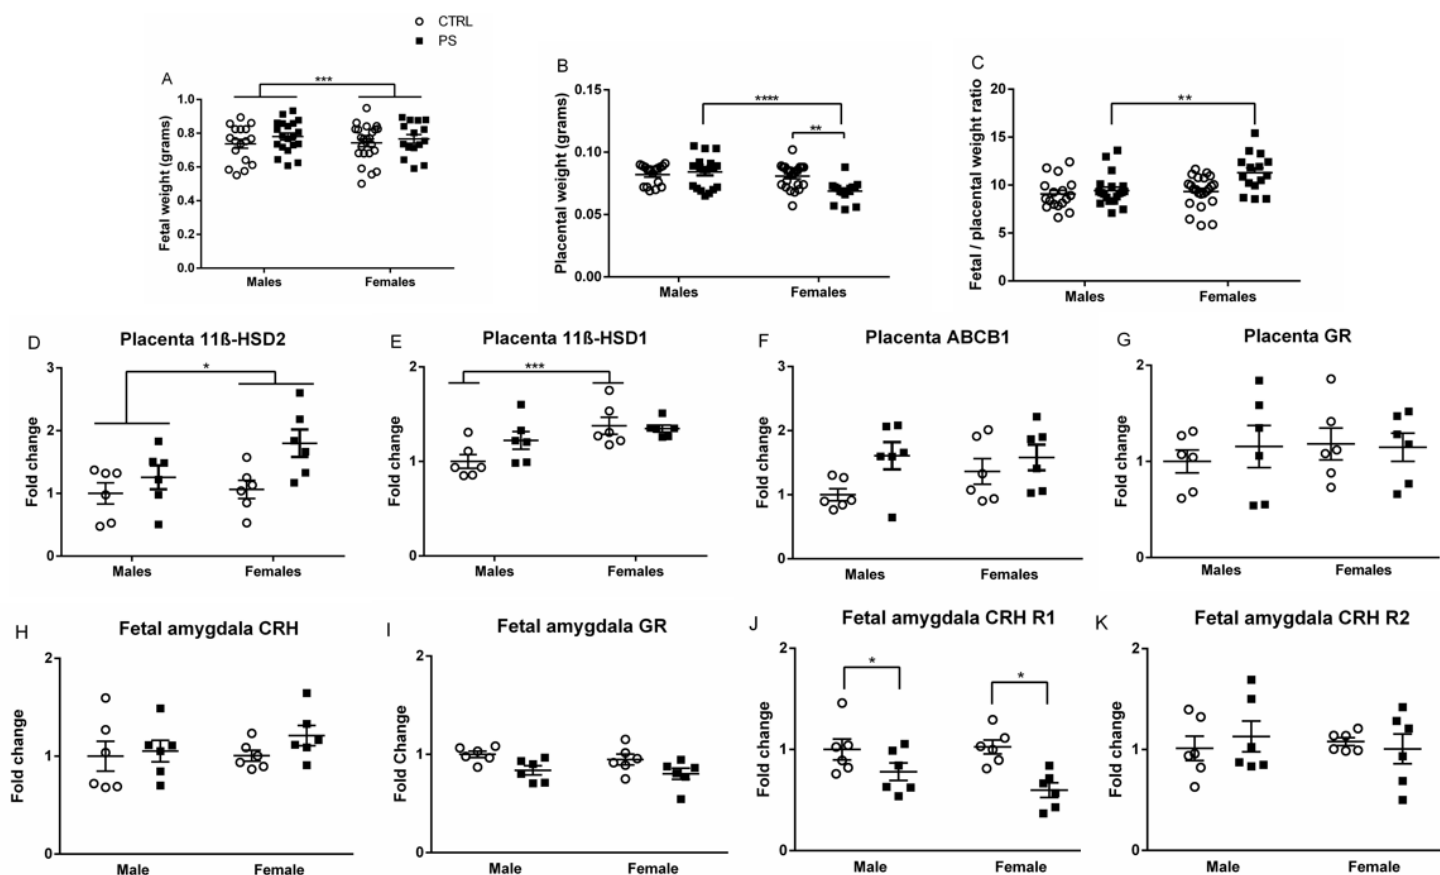 CTRL
PS
A
***
Fetal weight (grams)
1.0
0.8
0.6
0.4
0.2
0.0
Males
Females
B
****
**
Placental weight (grams)
0.15
0.10
0.05
0.00
Males
Females
C
**
Fetal / placental weight ratio
20
15
10
5
0
Males
Females
D
Placenta 11ß-HSD2
*
Fold change
3
2
1
0
Males
Females
E
Placenta 11ß-HSD1
***
Fold change
2
1
0
Males
Females
F
Placenta ABCB1
Fold change
3
2
1
0
Males
Females
G
Placenta GR
Fold change
2
1
0
Males
Females
H
Fetal amygdala CRH
Fold change
2
1
0
Male
Female
I
Fetal amygdala GR
Fold Change
2
1
0
Male
Female
J
Fetal amygdala CRH R1
*
*
Fold change
2
1
0
Male
Female
K
Fetal amygdala CRH R2
Fold change
2
1
0
Male
Female